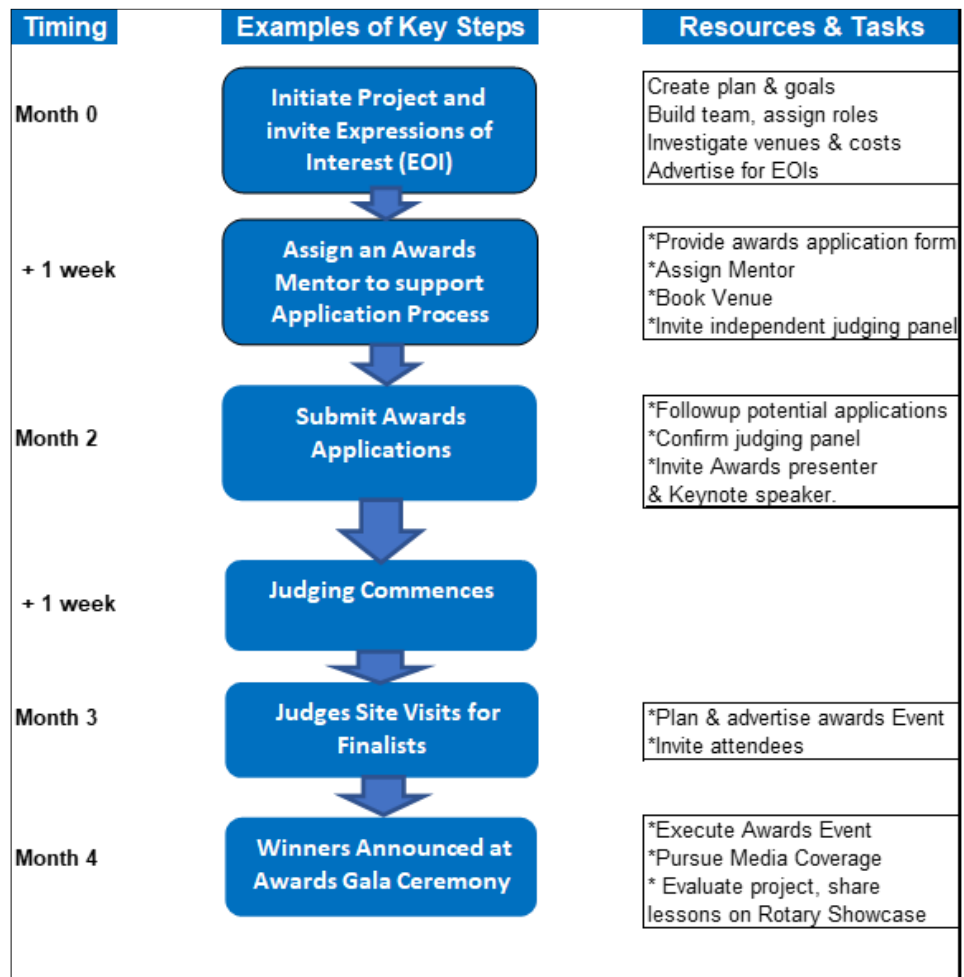 Timing
Examples of Key Steps
Resources & Tasks
Month 0
Initiate Project and
invite Expressions of
Interest (EOI)
Create plan & goals
Build team, assign roles
Investigate venues & costs
Advertise for EOIs
+ 1 week
Assign an Awards
Mentor to support
Application Process
*Provide awards application form
*Assign Mentor
*Book Venue
*Invite independent judging panel
Month 2
Submit Awards
Applications
*Followup potential applications
*Confirm judging panel
*Invite Awards presenter
& Keynote speaker.
+ 1 week
Judging Commences
Month 3
Judges Site Visits for
Finalists
*Plan & advertise awards Event
*Invite attendees
Month 4
Winners Announced at
Awards Gala Ceremony
*Execute Awards Event
*Pursue Media Coverage
* Evaluate project, share
lessons on Rotary Showcase